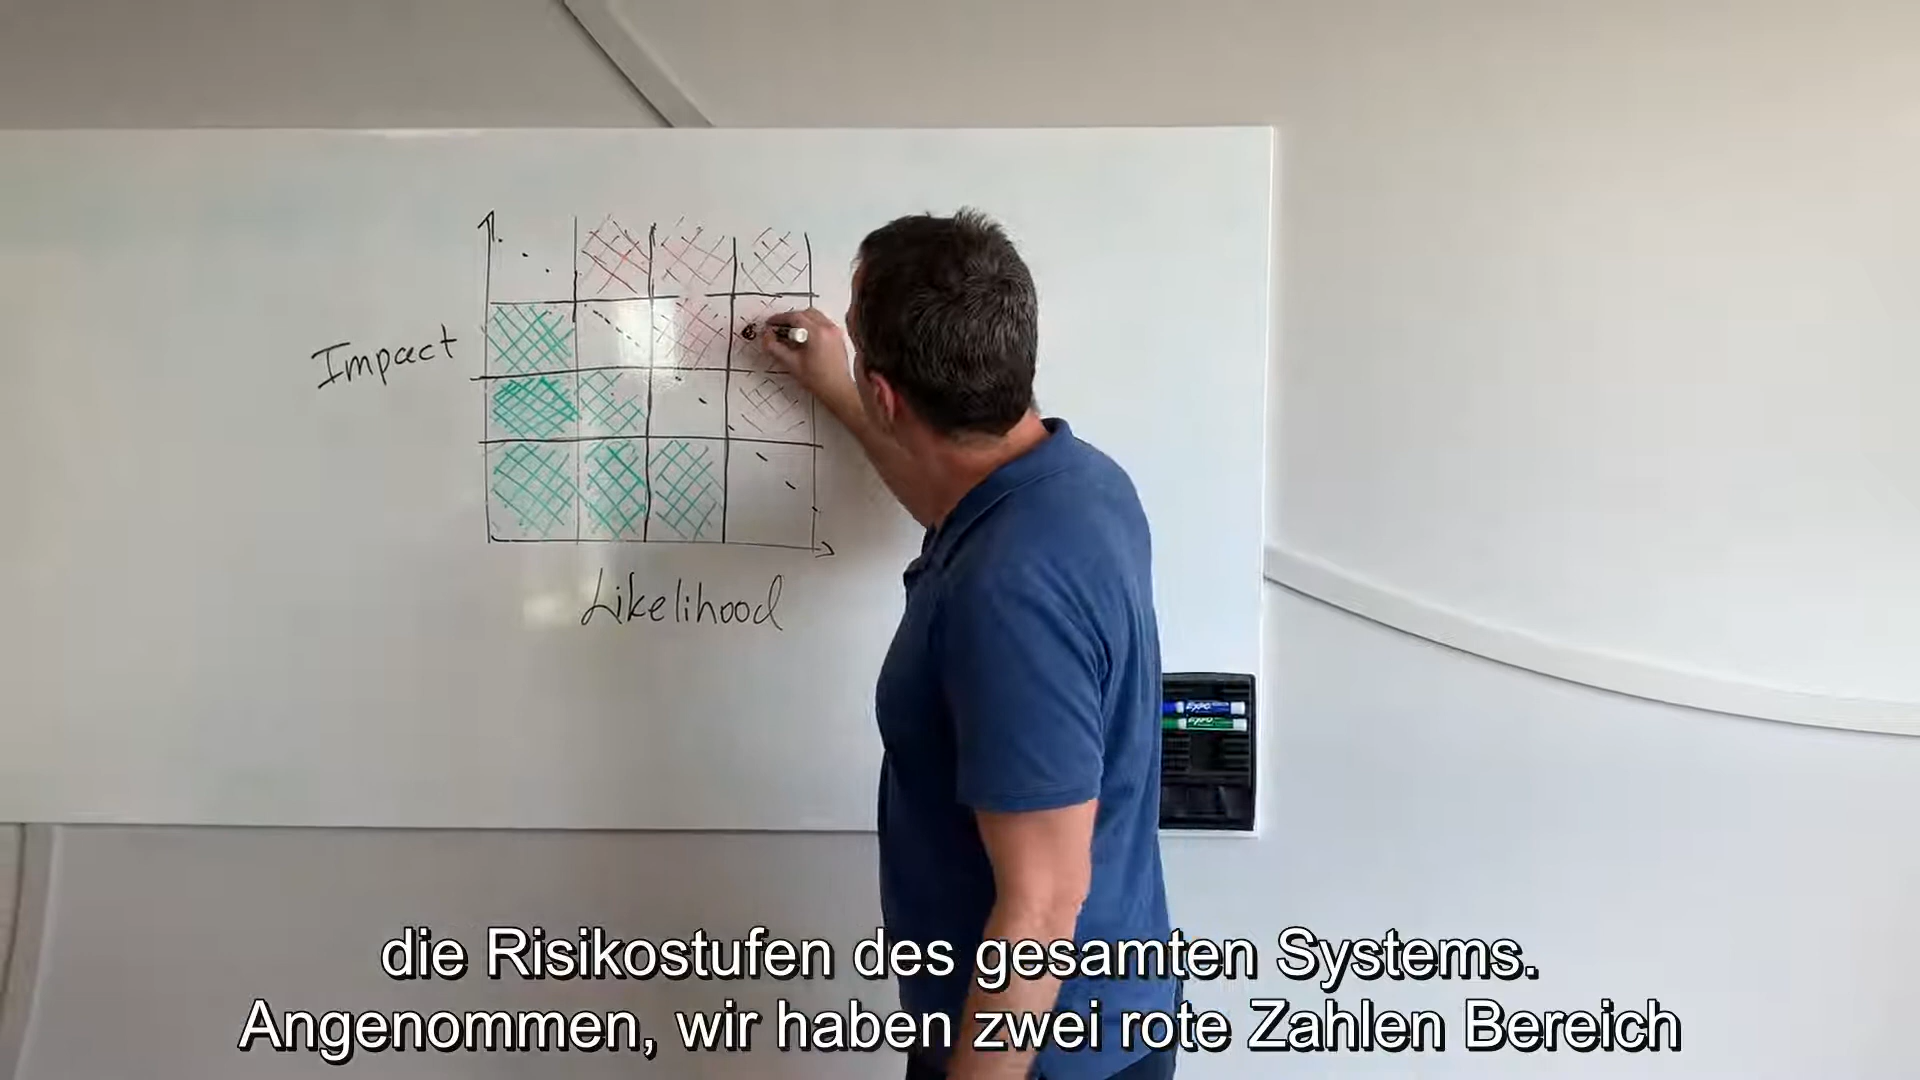 Impact
Likelihood
EXPO
EXPO
die Risikostufen des gesamten Systems.
Angenommen, wir haben zwei rote Zahlen Bereich